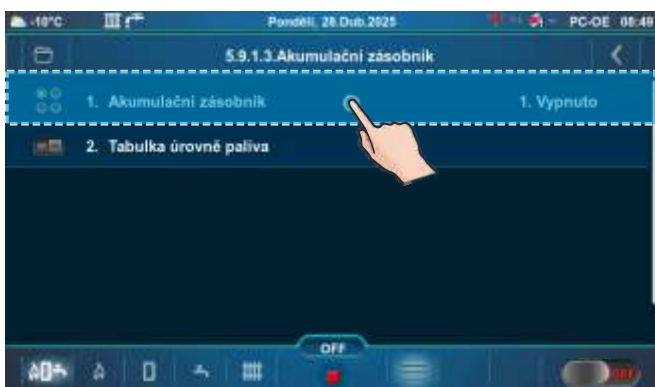 -10°C Pondělí, 28.Dub.2025 PC-OE 08:49
5.9.1.3.Akumulační zásobník
1. Akumulační zásobník 1. Vypnuto
2. Tabulka úrovně paliva
OFF
OFF